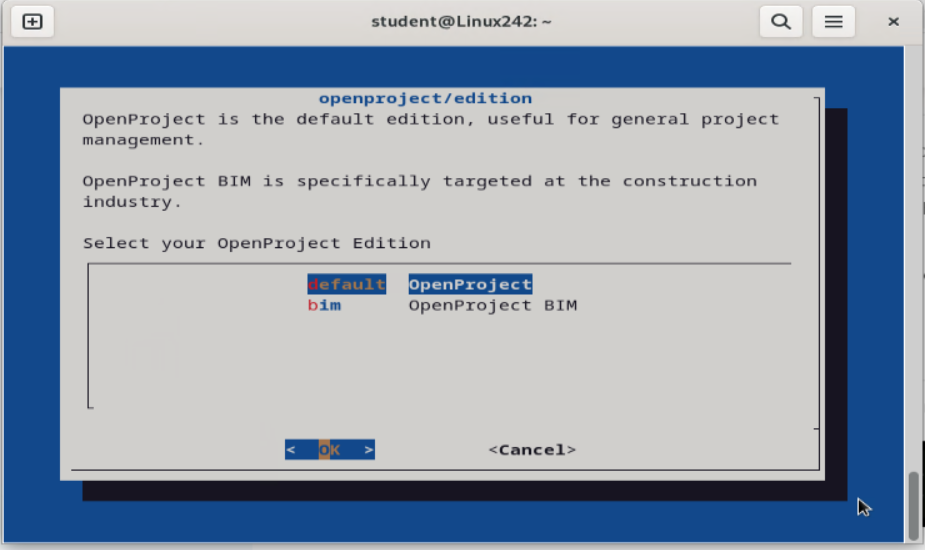 student@Linux242: ~
openproject/edition
OpenProject is the default edition, useful for general project
management.
OpenProject BIM is specifically targeted at the construction
industry.
Select your OpenProject Edition
default OpenProject
bim OpenProject BIM
< OK > <Cancel>